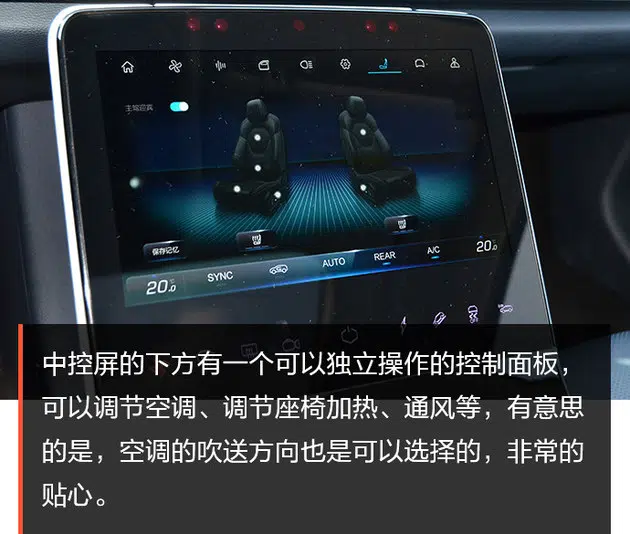 主驾迎宾
保存记忆
20.0 SYNC AUTO REAR A/C 20.0
中控屏的下方有一个可以独立操作的控制面板，
可以调节空调、调节座椅加热、通风等，有意思
的是，空调的吹送方向也是可以选择的，非常的
贴心。